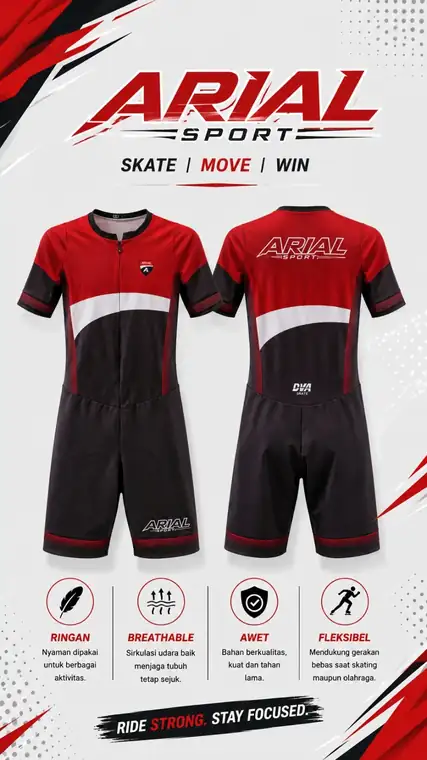 ARIAL
SPORT
SKATE | MOVE | WIN
ARIAL
SPORT
DVA
SKATE
ARIAL
SPORT
RINGAN
Nyaman dipakai
untuk berbagai
aktivitas.
BREATHABLE
Sirkulasi udara baik
menjaga tubuh
tetap sejuk.
AWET
Bahan berkualitas,
kuat dan tahan
lama.
FLEKSIBEL
Mendukung gerakan
bebas saat skating
maupun olahraga.
RIDE STRONG. STAY FOCUSED.